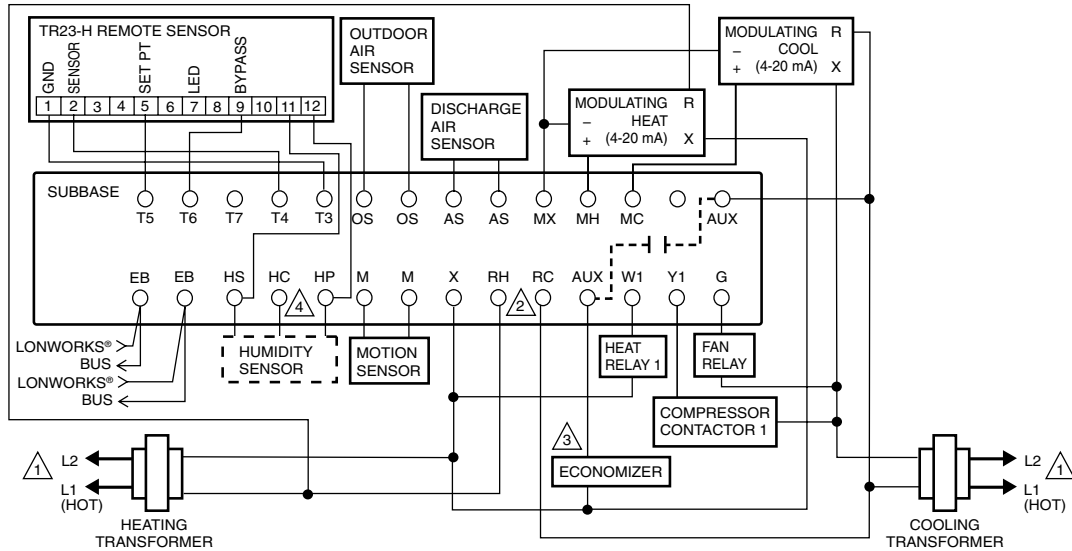 TR23-H REMOTE SENSOR
GND
SENSOR
SET PT
LED
BYPASS
1 2 3 4 5 6 7 8 9 10 11 12
OUTDOOR
AIR
SENSOR
DISCHARGE
AIR
SENSOR
MODULATING R
HEAT
–
+ (4-20 mA) X
MODULATING R
COOL
–
+ (4-20 mA) X
SUBBASE
T5 T6 T7 T4 T3 OS OS AS AS MX MH MC AUX
EB EB HS HC HP M M X RH RC AUX W1 Y1 G
4
2
LONWORKS®
BUS
LONWORKS®
BUS
HUMIDITY
SENSOR
MOTION
SENSOR
HEAT
RELAY 1
FAN
RELAY
COMPRESSOR
CONTACTOR 1
3
ECONOMIZER
1
L2
L1
(HOT)
HEATING
TRANSFORMER
L2
1
L1
(HOT)
COOLING
TRANSFORMER